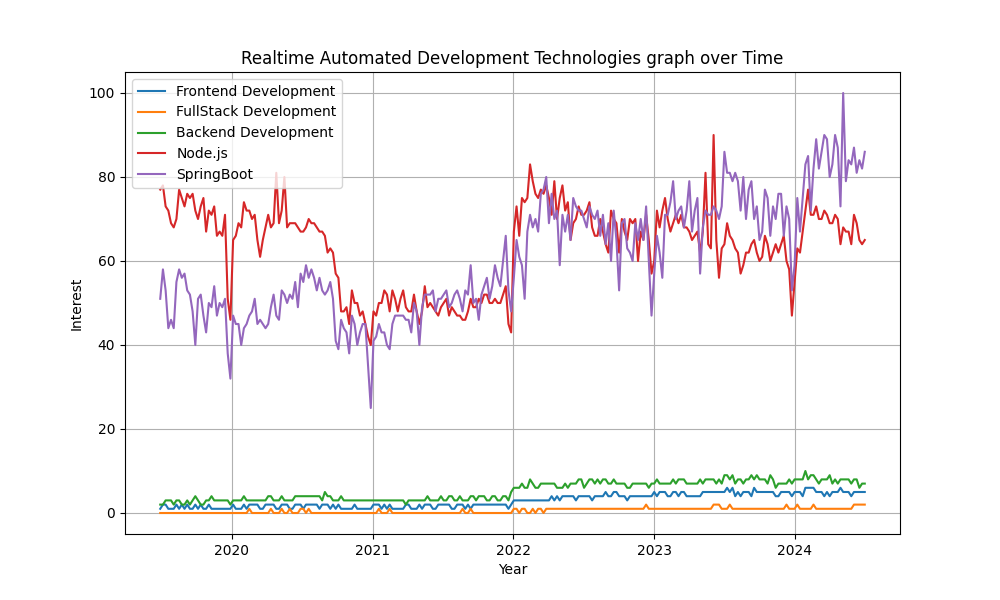 Realtime Automated Development Technologies graph over Time
100
80
60
40
20
0
Interest
Frontend Development
FullStack Development
Backend Development
Node.js
SpringBoot
2020
2021
2022
2023
2024
Year